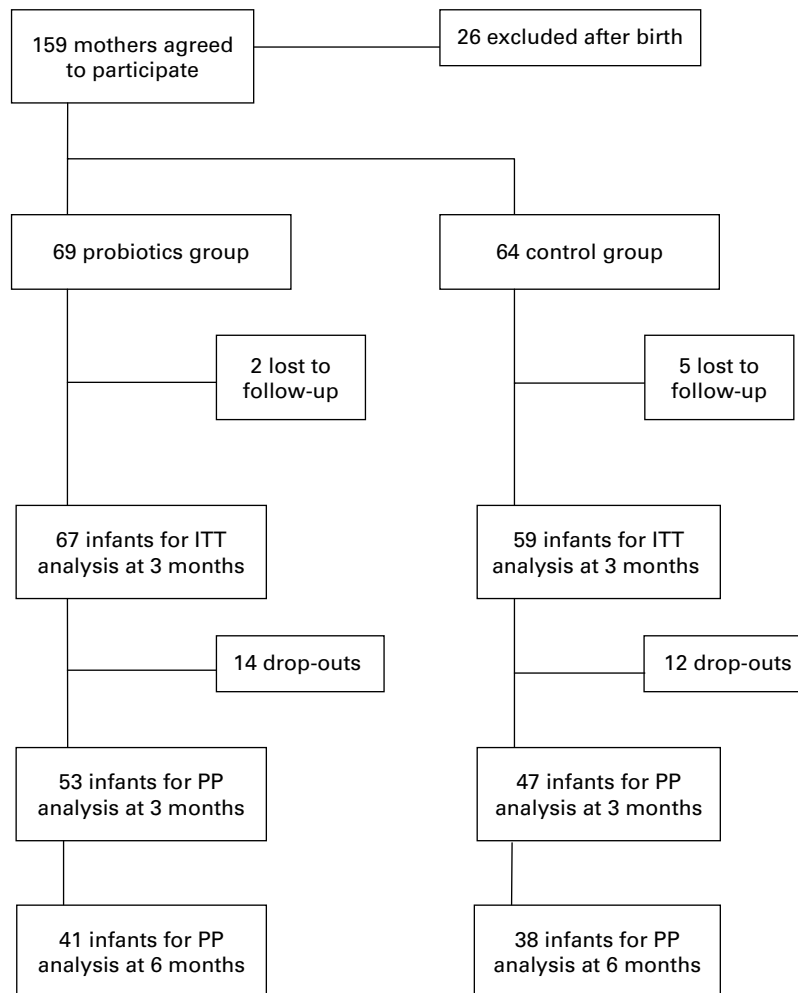 159 mothers agreed
to participate
26 excluded after birth
69 probiotics group
64 control group
2 lost to
follow-up
5 lost to
follow-up
67 infants for ITT
analysis at 3 months
59 infants for ITT
analysis at 3 months
14 drop-outs
12 drop-outs
53 infants for PP
analysis at 3 months
47 infants for PP
analysis at 3 months
41 infants for PP
analysis at 6 months
38 infants for PP
analysis at 6 months